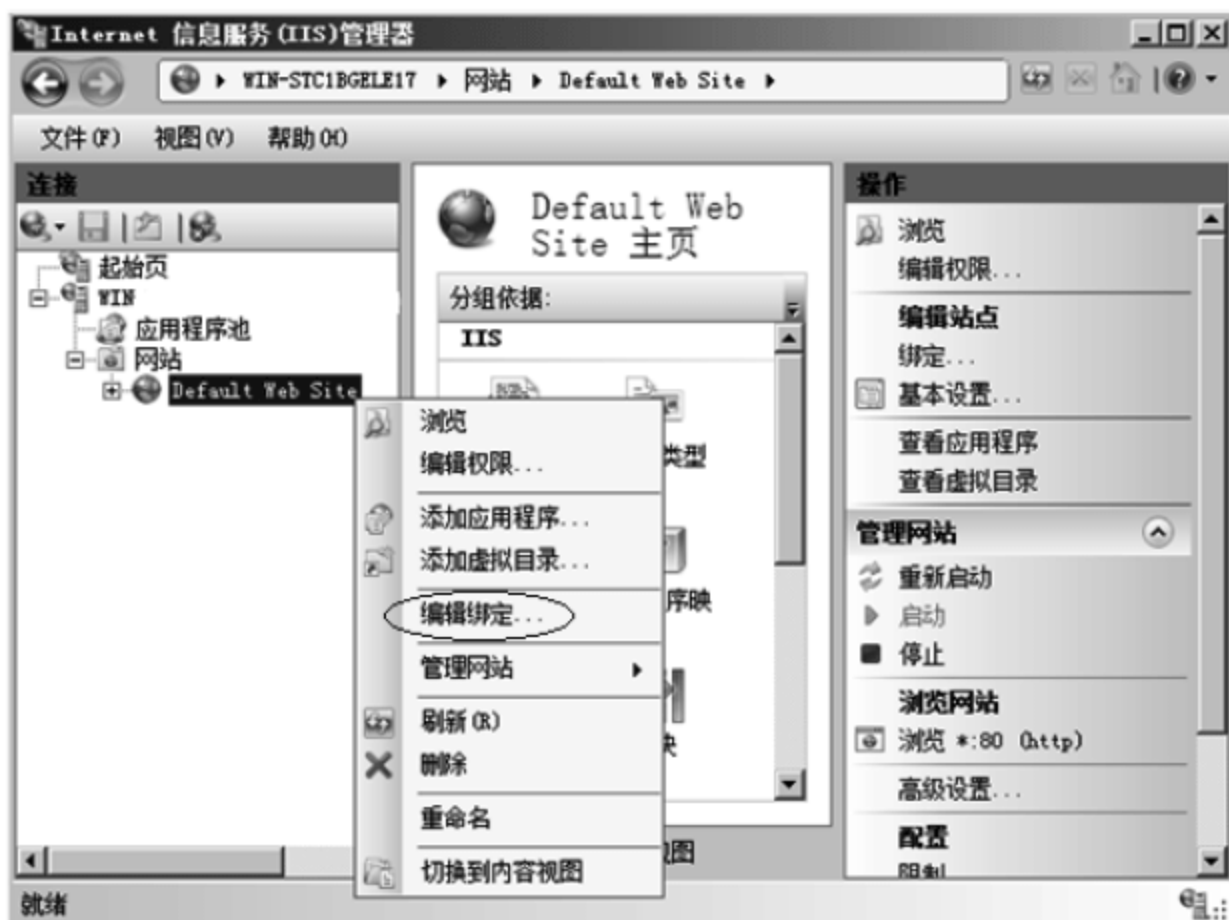 Internet 信息服务(IIS)管理器
WIN-STC1BGELE17 网站 Default Web Site
文件(F) 视图(V) 帮助(H)
连接
起始页
WIN
应用程序池
网站
Default Web Site
Default Web
Site 主页
分组依据:
IIS
类型
序映
浏览
编辑权限...
添加应用程序...
添加虚拟目录...
编辑绑定...
管理网站
刷新(R)
删除
重命名
切换到内容视图
操作
浏览
编辑权限...
编辑站点
绑定...
基本设置...
查看应用程序
查看虚拟目录
管理网站
重新启动
启动
停止
浏览网站
浏览 *:80 (http)
高级设置...
配置
限制
就绪